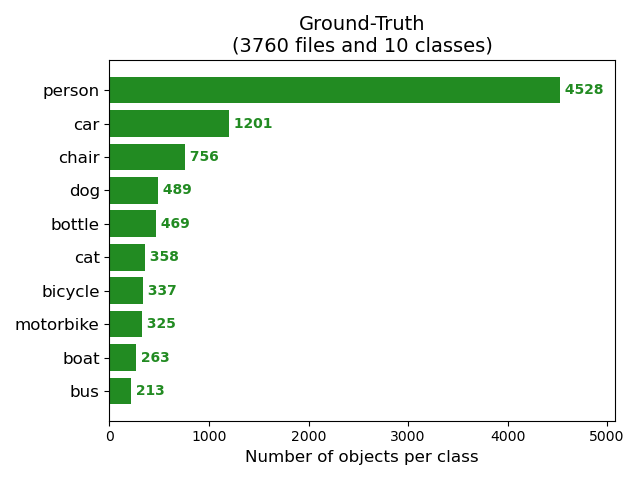 Ground-Truth
(3760 files and 10 classes)
person 4528
car 1201
chair 756
dog 489
bottle 469
cat 358
bicycle 337
motorbike 325
boat 263
bus 213
0 1000 2000 3000 4000 5000
Number of objects per class